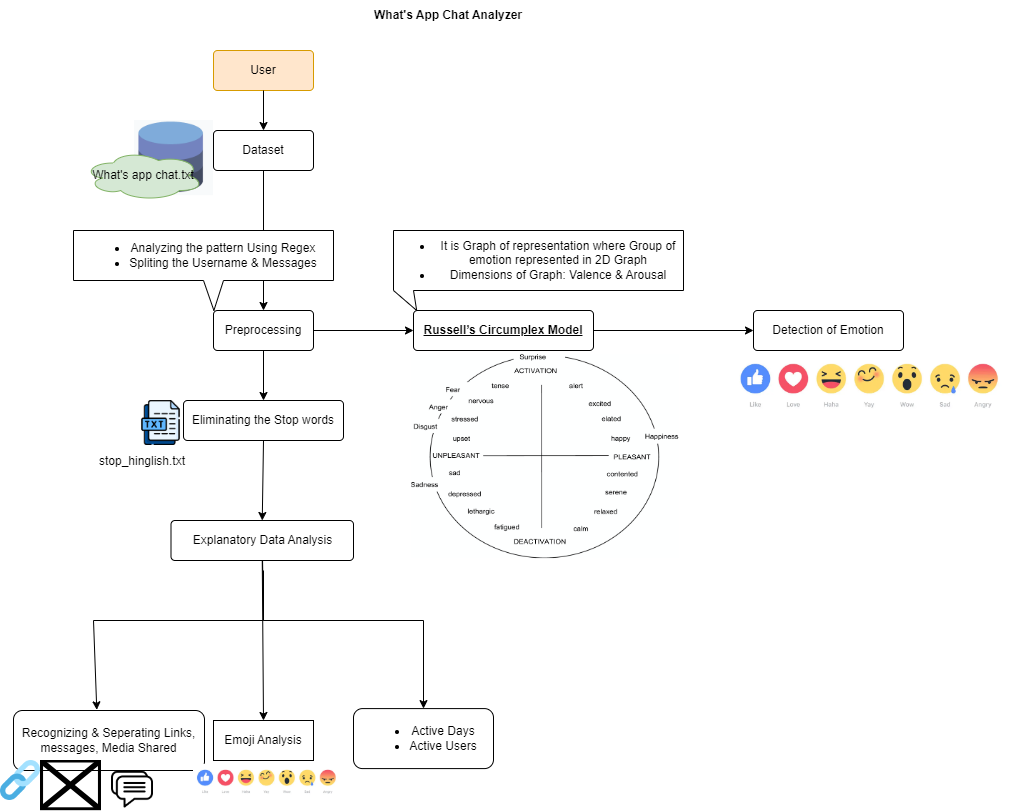 What's App Chat Analyzer
User
Dataset
What's app chat.txt
Analyzing the pattern Using Regex
Spliting the Username & Messages
It is Graph of representation where Group of
emotion represented in 2D Graph
Dimensions of Graph: Valence & Arousal
Preprocessing
Russell's Circumplex Model
Detection of Emotion
Like
Love
Haha
Yay
Wow
Sad
Angry
Surprise
ACTIVATION
Fear
tense
alert
Anger
nervous
excited
Disgust
stressed
elated
upset
happy
Happiness
UNPLEASANT
PLEASANT
sad
contented
Sadness
depressed
serene
lethargic
relaxed
fatigued
calm
DEACTIVATION
Eliminating the Stop words
TXT
stop_hinglish.txt
Explanatory Data Analysis
Recognizing & Seperating Links,
messages, Media Shared
Emoji Analysis
Active Days
Active Users